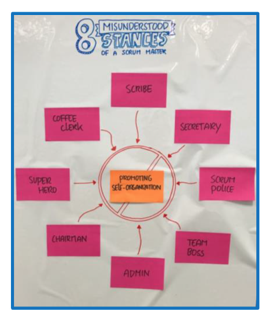 8 MISUNDERSTOOD
STANCES
OF A SCRUM MASTER
SCRIBE
COFFEE
CLERK
SECRETARY
SUPER
HERO
PROMOTING
SELF-ORGANISATION
SCRUM
POLICE
CHAIRMAN
TEAM
BOSS
ADMIN